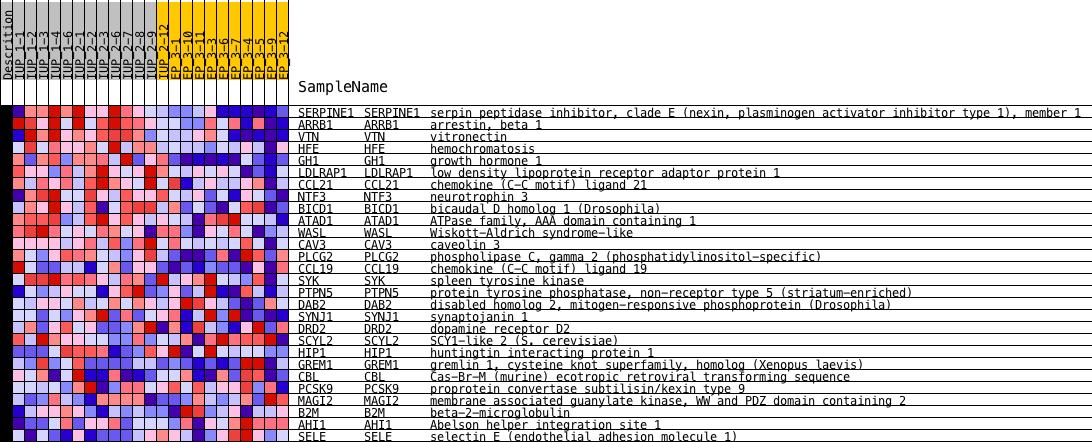 Descrition IUP_1-1 IUP_1-2 IUP_1-3 IUP_1-4 IUP_1-6 IUP_2-1 IUP_2-2 IUP_2-3 IUP_2-6 IUP_2-7 IUP_2-8 IUP_2-9 IUP_2-12 EP_3-1 EP_3-10 EP_3-11 EP_3-3 EP_3-6 EP_3-7 EP_3-4 EP_3-5 EP_3-9 EP_3-12
SampleName
SERPINE1 SERPINE1 serpin peptidase inhibitor, clade E (nexin, plasminogen activator inhibitor type 1), member 1
ARRB1 ARRB1 arrestin, beta 1
VTN VTN vitronectin
HFE HFE hemochromatosis
GH1 GH1 growth hormone 1
LDLRAP1 LDLRAP1 low density lipoprotein receptor adaptor protein 1
CCL21 CCL21 chemokine (C-C motif) ligand 21
NTF3 NTF3 neurotrophin 3
BICD1 BICD1 bicaudal D homolog 1 (Drosophila)
ATAD1 ATAD1 ATPase family, AAA domain containing 1
WASL WASL Wiskott-Aldrich syndrome-like
CAV3 CAV3 caveolin 3
PLCG2 PLCG2 phospholipase C, gamma 2 (phosphatidylinositol-specific)
CCL19 CCL19 chemokine (C-C motif) ligand 19
SYK SYK spleen tyrosine kinase
PTPN5 PTPN5 protein tyrosine phosphatase, non-receptor type 5 (striatum-enriched)
DAB2 DAB2 disabled homolog 2, mitogen-responsive phosphoprotein (Drosophila)
SYNJ1 SYNJ1 synaptojanin 1
DRD2 DRD2 dopamine receptor D2
SCYL2 SCYL2 SCY1-like 2 (S. cerevisiae)
HIP1 HIP1 huntingtin interacting protein 1
GREM1 GREM1 gremlin 1, cysteine knot superfamily, homolog (Xenopus laevis)
CBL CBL Cas-Br-M (murine) ecotropic retroviral transforming sequence
PCSK9 PCSK9 proprotein convertase subtilisin/kexin type 9
MAGI2 MAGI2 membrane associated guanylate kinase, WW and PDZ domain containing 2
B2M B2M beta-2-microglobulin
AHI1 AHI1 Abelson helper integration site 1
SELE SELE selectin E (endothelial adhesion molecule 1)